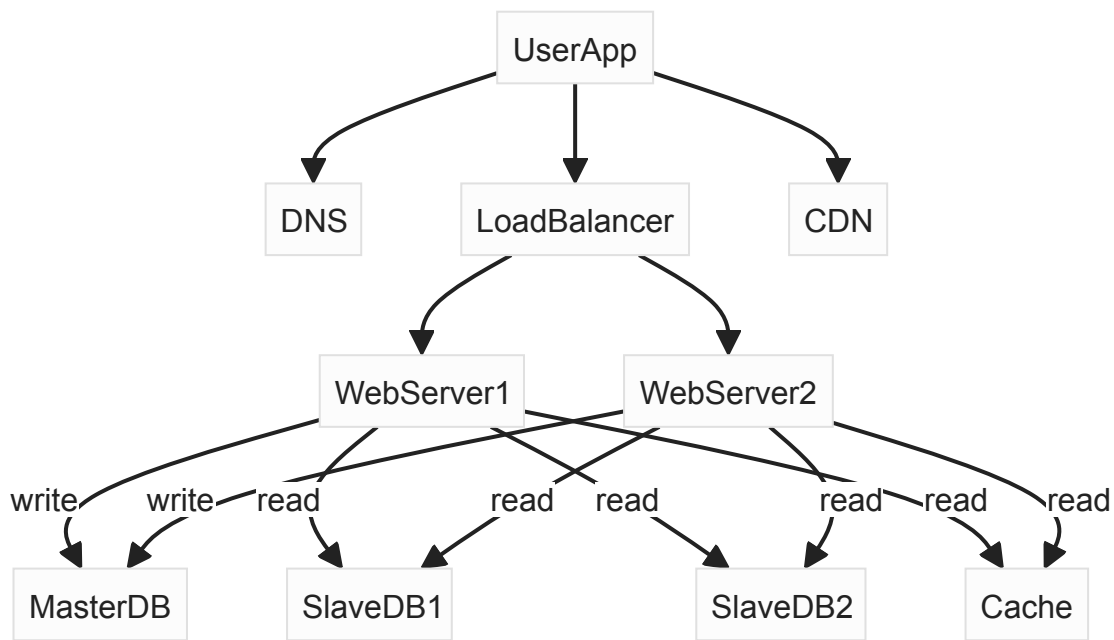 UserApp
DNS
LoadBalancer
CDN
WebServer1
WebServer2
write
write
read
read
read
read
read
read
MasterDB
SlaveDB1
SlaveDB2
Cache